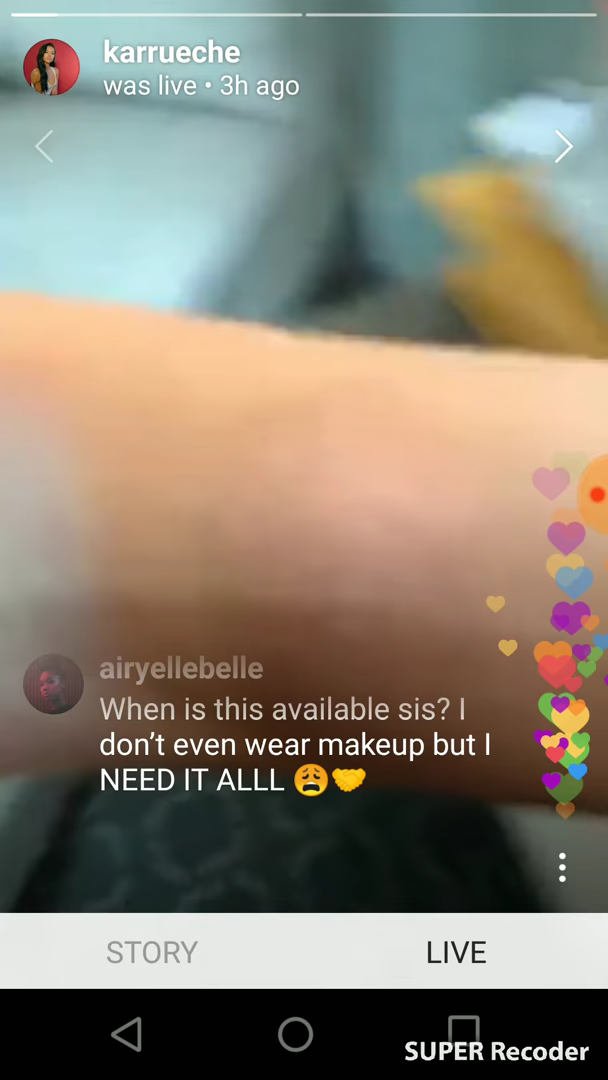 karrueche
was live • 3h ago
airyellebelle
When is this available sis? I
don’t even wear makeup but I
NEED IT ALLL 😩🤝
STORY
LIVE
SUPER Recoder